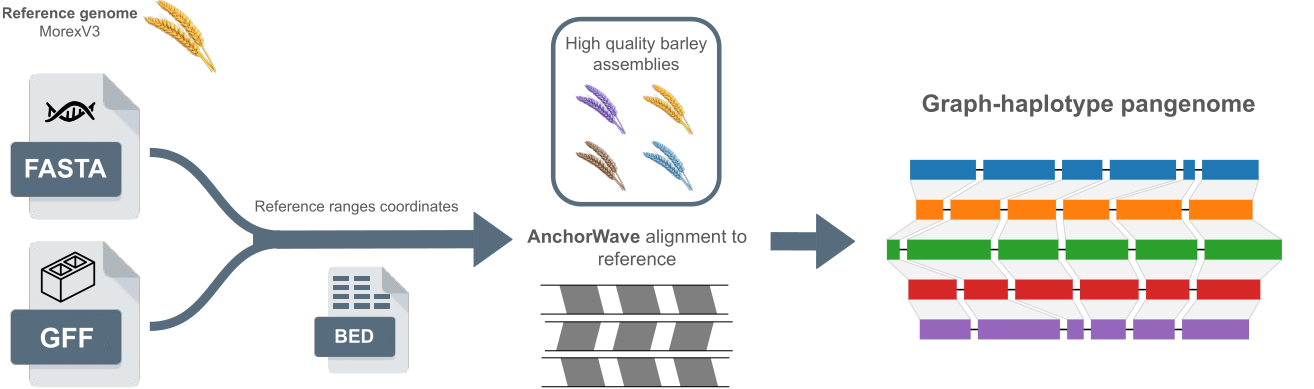 Reference genome
MorexV3
FASTA
GFF
Reference ranges coordinates
BED
High quality barley
assemblies
AnchorWave alignment to
reference
Graph-haplotype pangenome